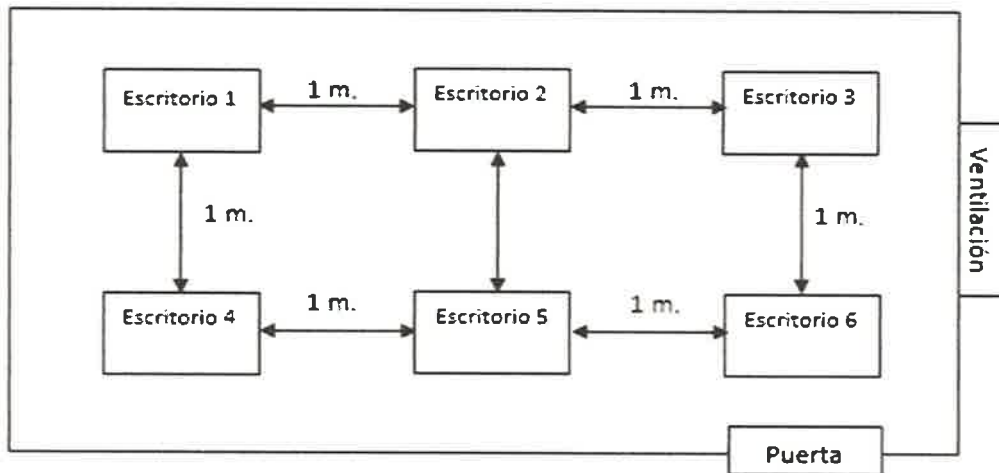 1 m.
1 m.
Escritorio 1
Escritorio 2
Escritorio 3
Ventilación
1 m.
1 m.
1 m.
1 m.
Escritorio 4
Escritorio 5
Escritorio 6
Puerta